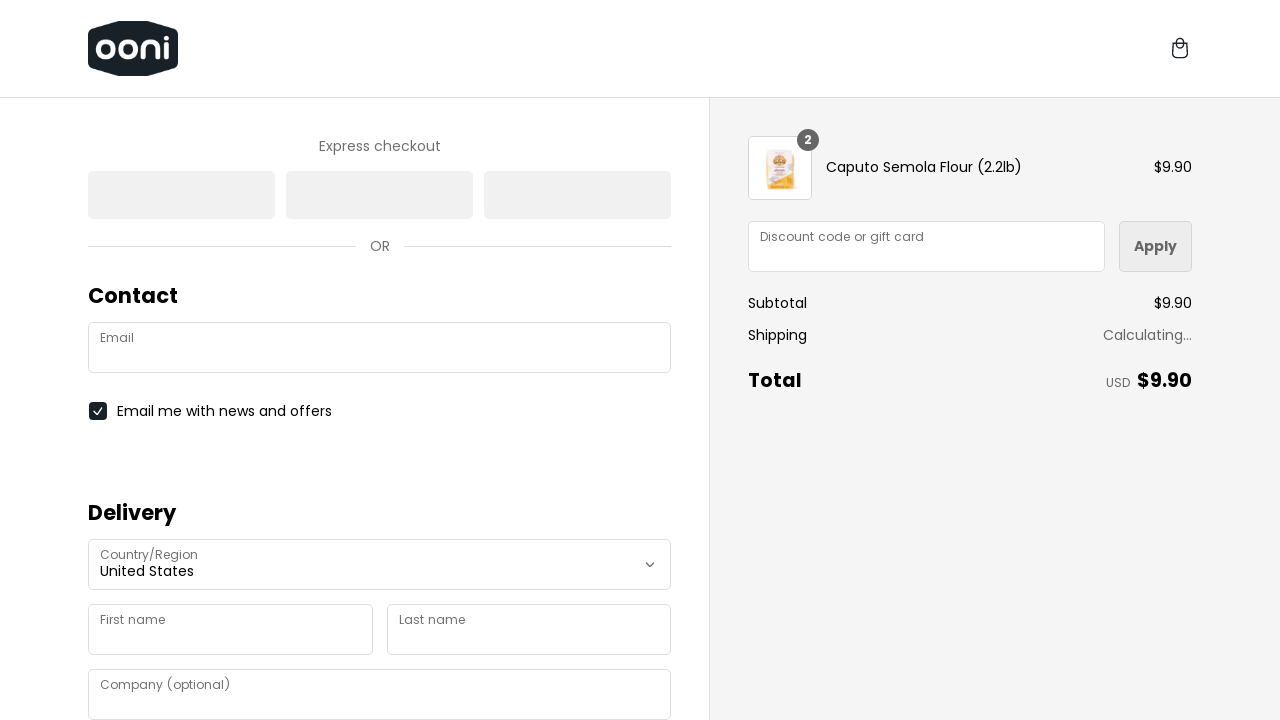 ooni
Express checkout
OR
Contact
Email
Email me with news and offers
Delivery
Country/Region
United States
First name
Last name
Company (optional)
2
Caputo Semola Flour (2.2lb)
$9.90
Discount code or gift card
Apply
Subtotal
$9.90
Shipping
Calculating...
Total
USD $9.90